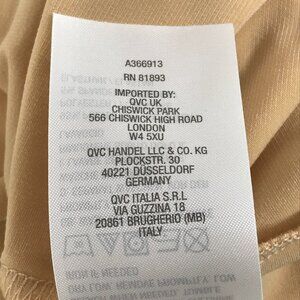 A366913
RN 81893
IMPORTED BY:
QVC UK
CHISWICK PARK
566 CHISWICK HIGH ROAD
LONDON
W4 5XU
QVC HANDEL LLC & CO. KG
PLOCKSTR. 30
40221 DÜSSELDORF
GERMANY
QVC ITALIA S.R.L
VIA GUZZINA 18
20861 BRUGHERIO (MB)
ITALY